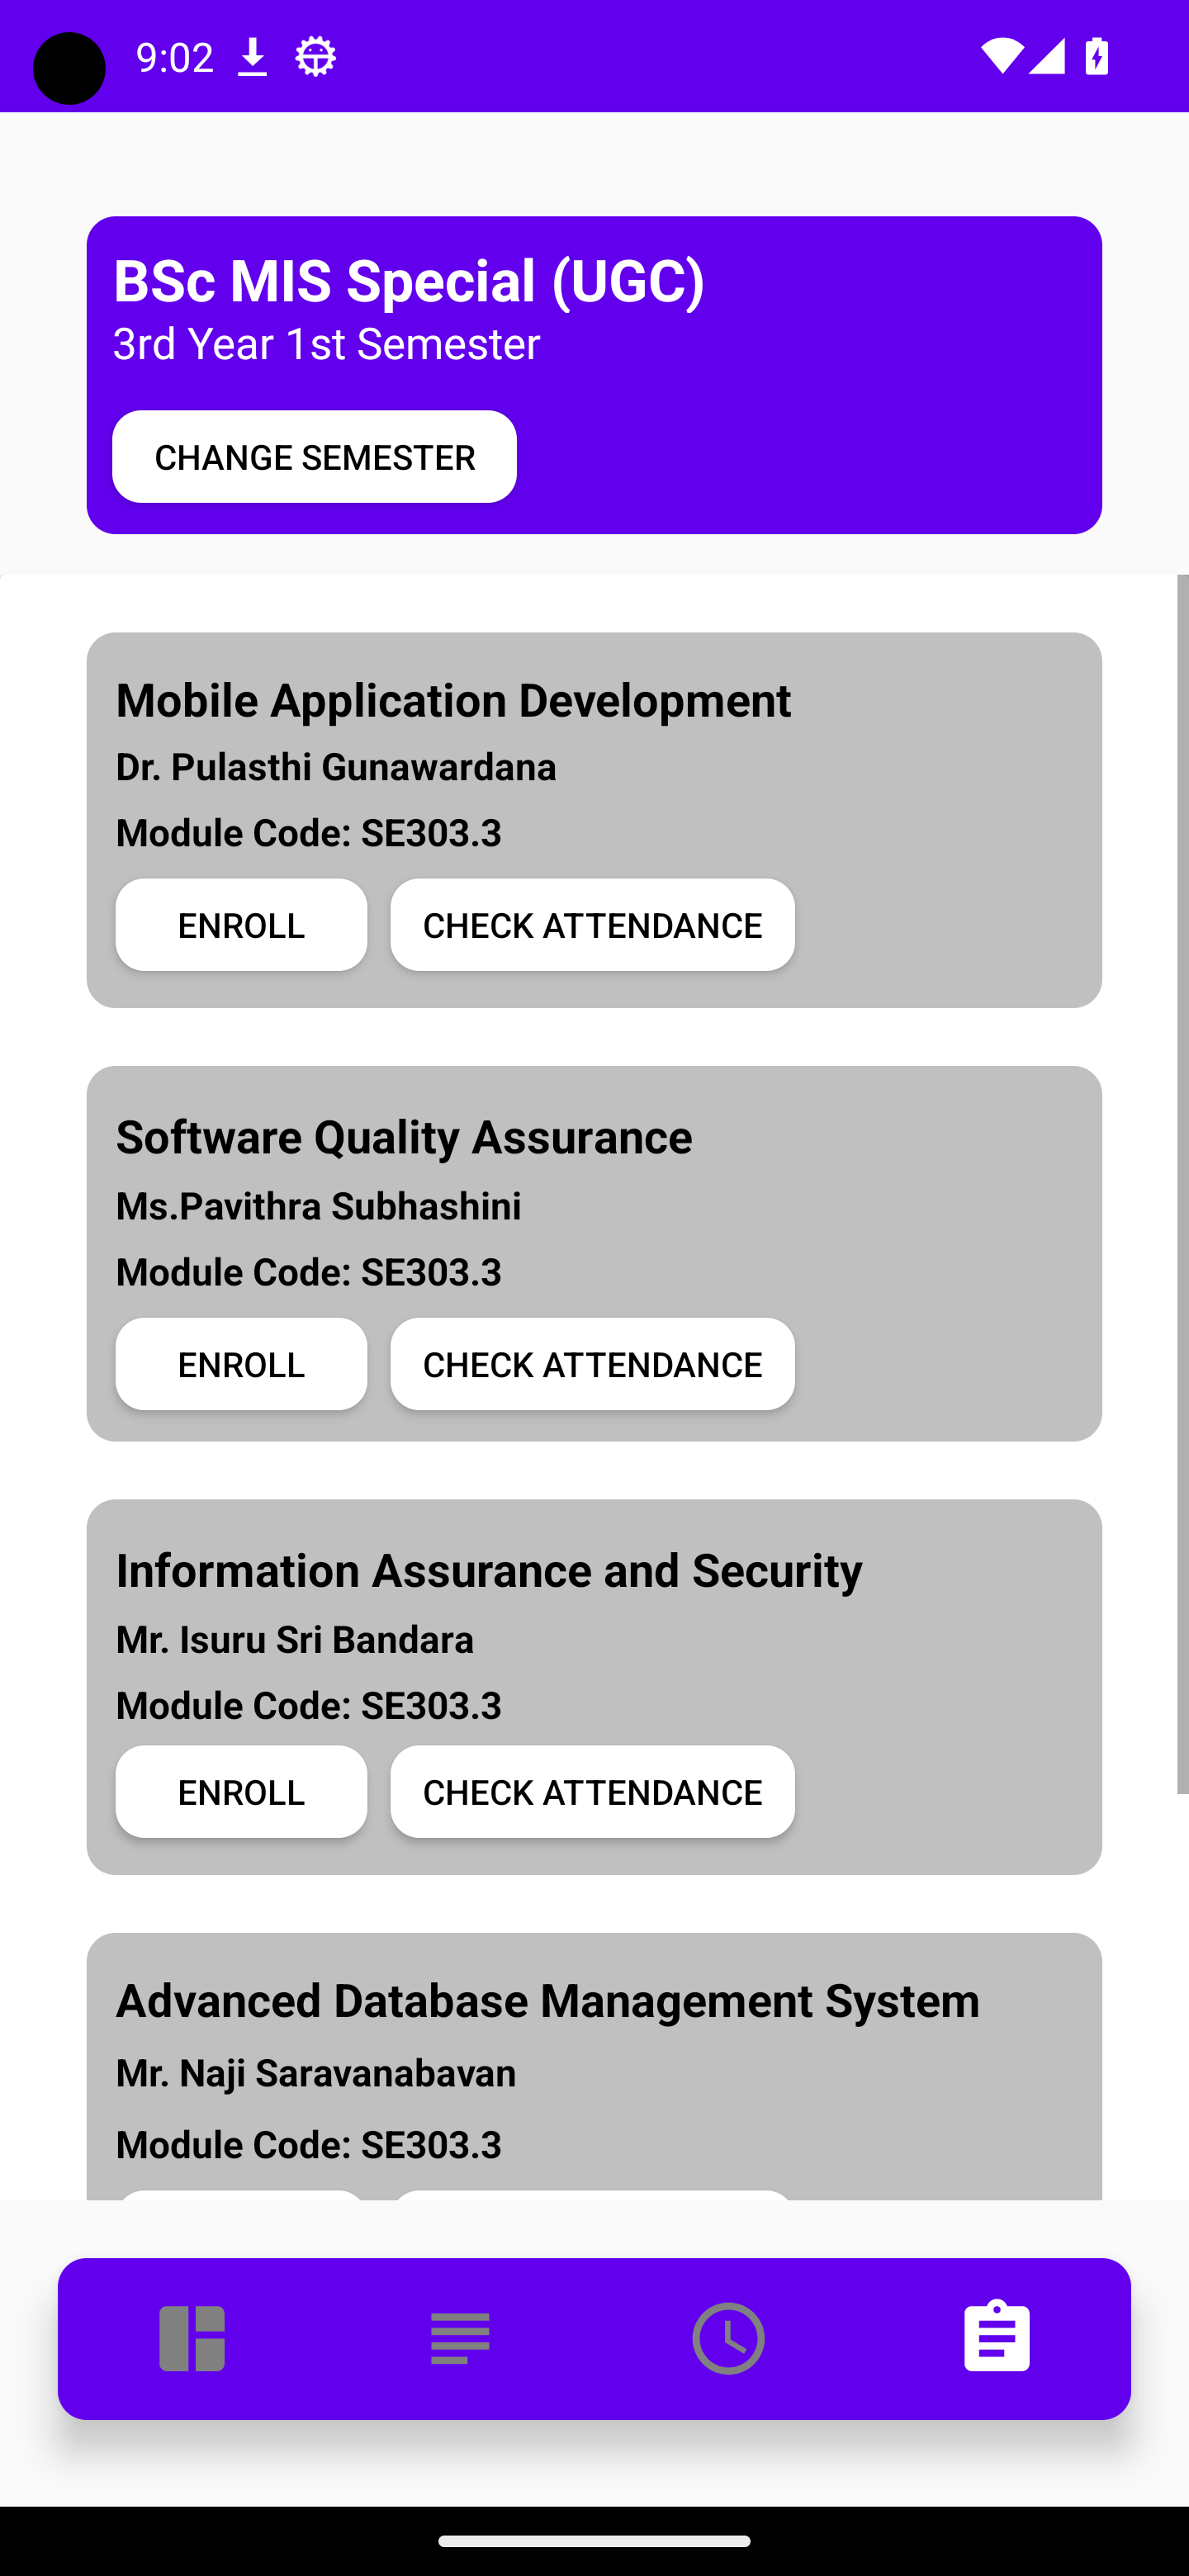 9:02
BSc MIS Special (UGC)
3rd Year 1st Semester
CHANGE SEMESTER
Mobile Application Development
Dr. Pulasthi Gunawardana
Module Code: SE303.3
ENROLL CHECK ATTENDANCE
Software Quality Assurance
Ms.Pavithra Subhashini
Module Code: SE303.3
ENROLL CHECK ATTENDANCE
Information Assurance and Security
Mr. Isuru Sri Bandara
Module Code: SE303.3
ENROLL CHECK ATTENDANCE
Advanced Database Management System
Mr. Naji Saravanabavan
Module Code: SE303.3